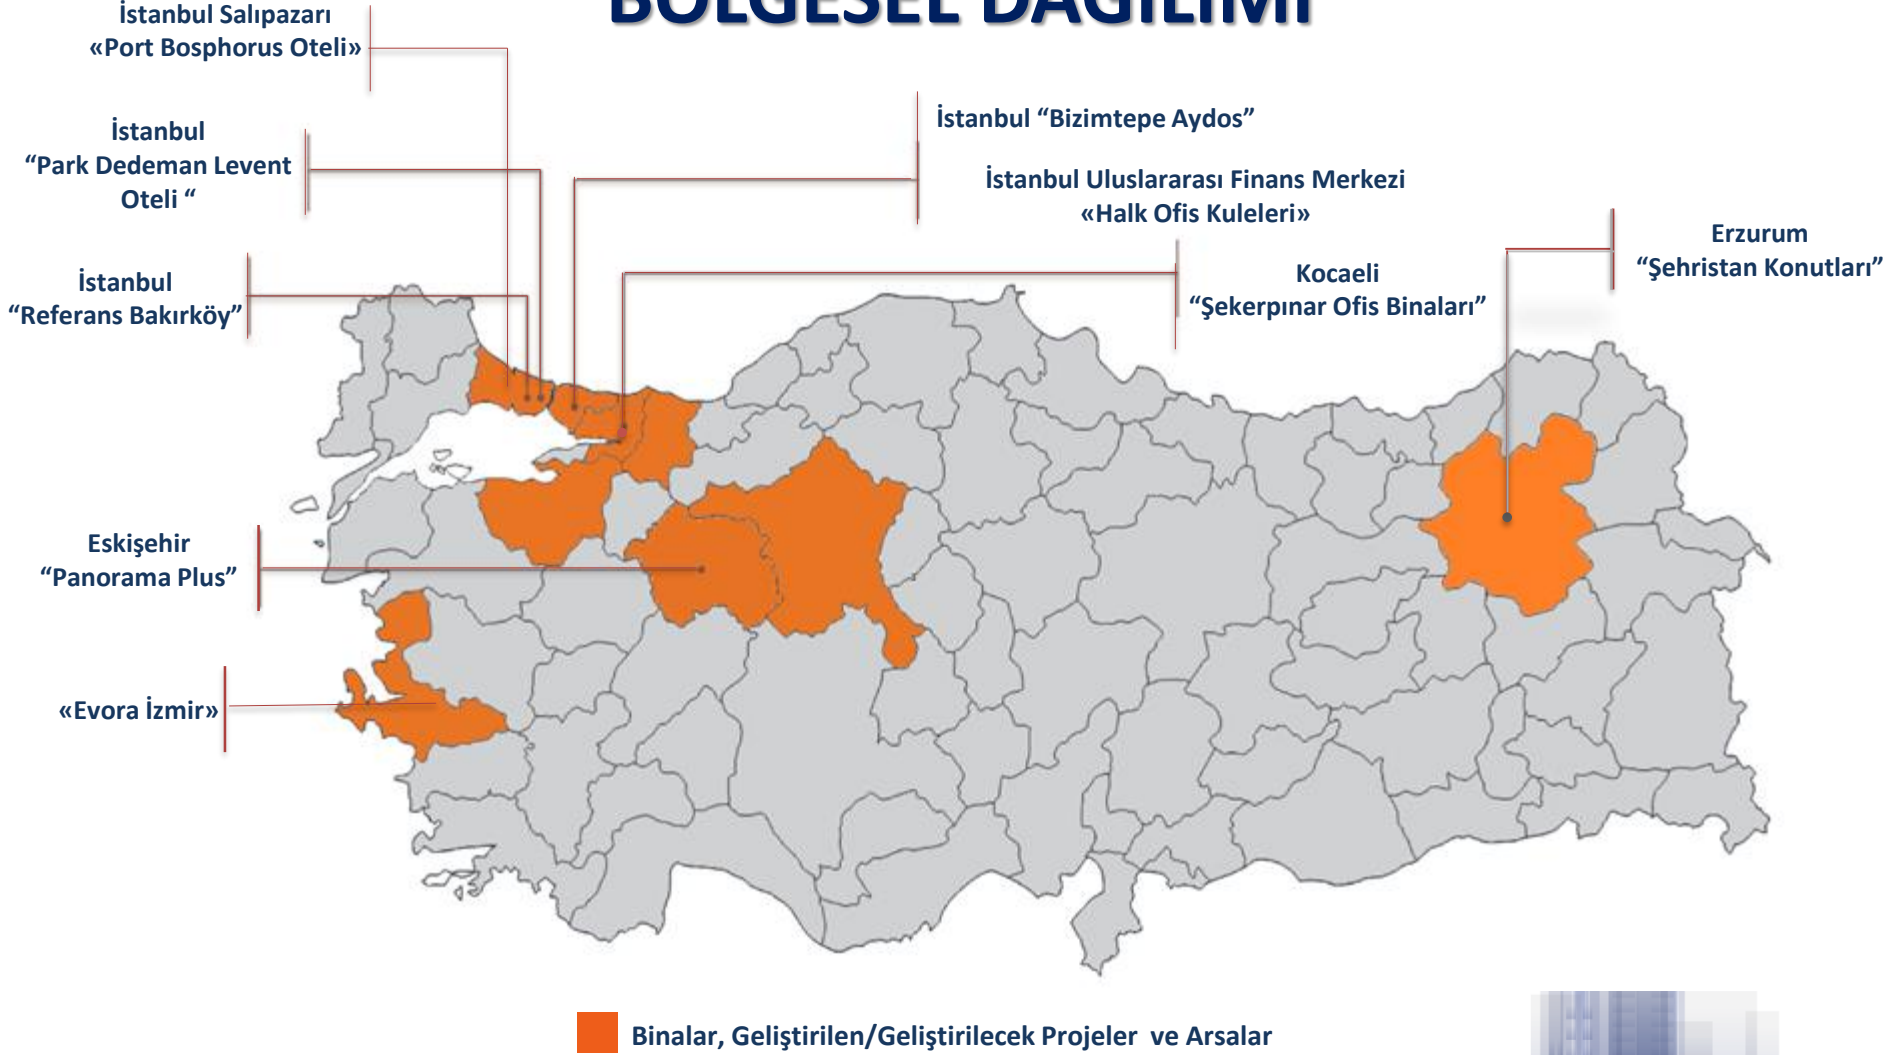 BÖLGESEL DAĞILIMI
İstanbul Salıpazarı
«Port Bosphorus Oteli»
İstanbul
“Park Dedeman Levent
Oteli “
İstanbul
“Referans Bakırköy”
İstanbul “Bizimtepe Aydos”
İstanbul Uluslararası Finans Merkezi
«Halk Ofis Kuleleri»
Kocaeli
“Şekerpınar Ofis Binaları”
Erzurum
“Şehristan Konutları”
Eskişehir
“Panorama Plus”
«Evora İzmir»
Binalar, Geliştirilen/Geliştirilecek Projeler ve Arsalar